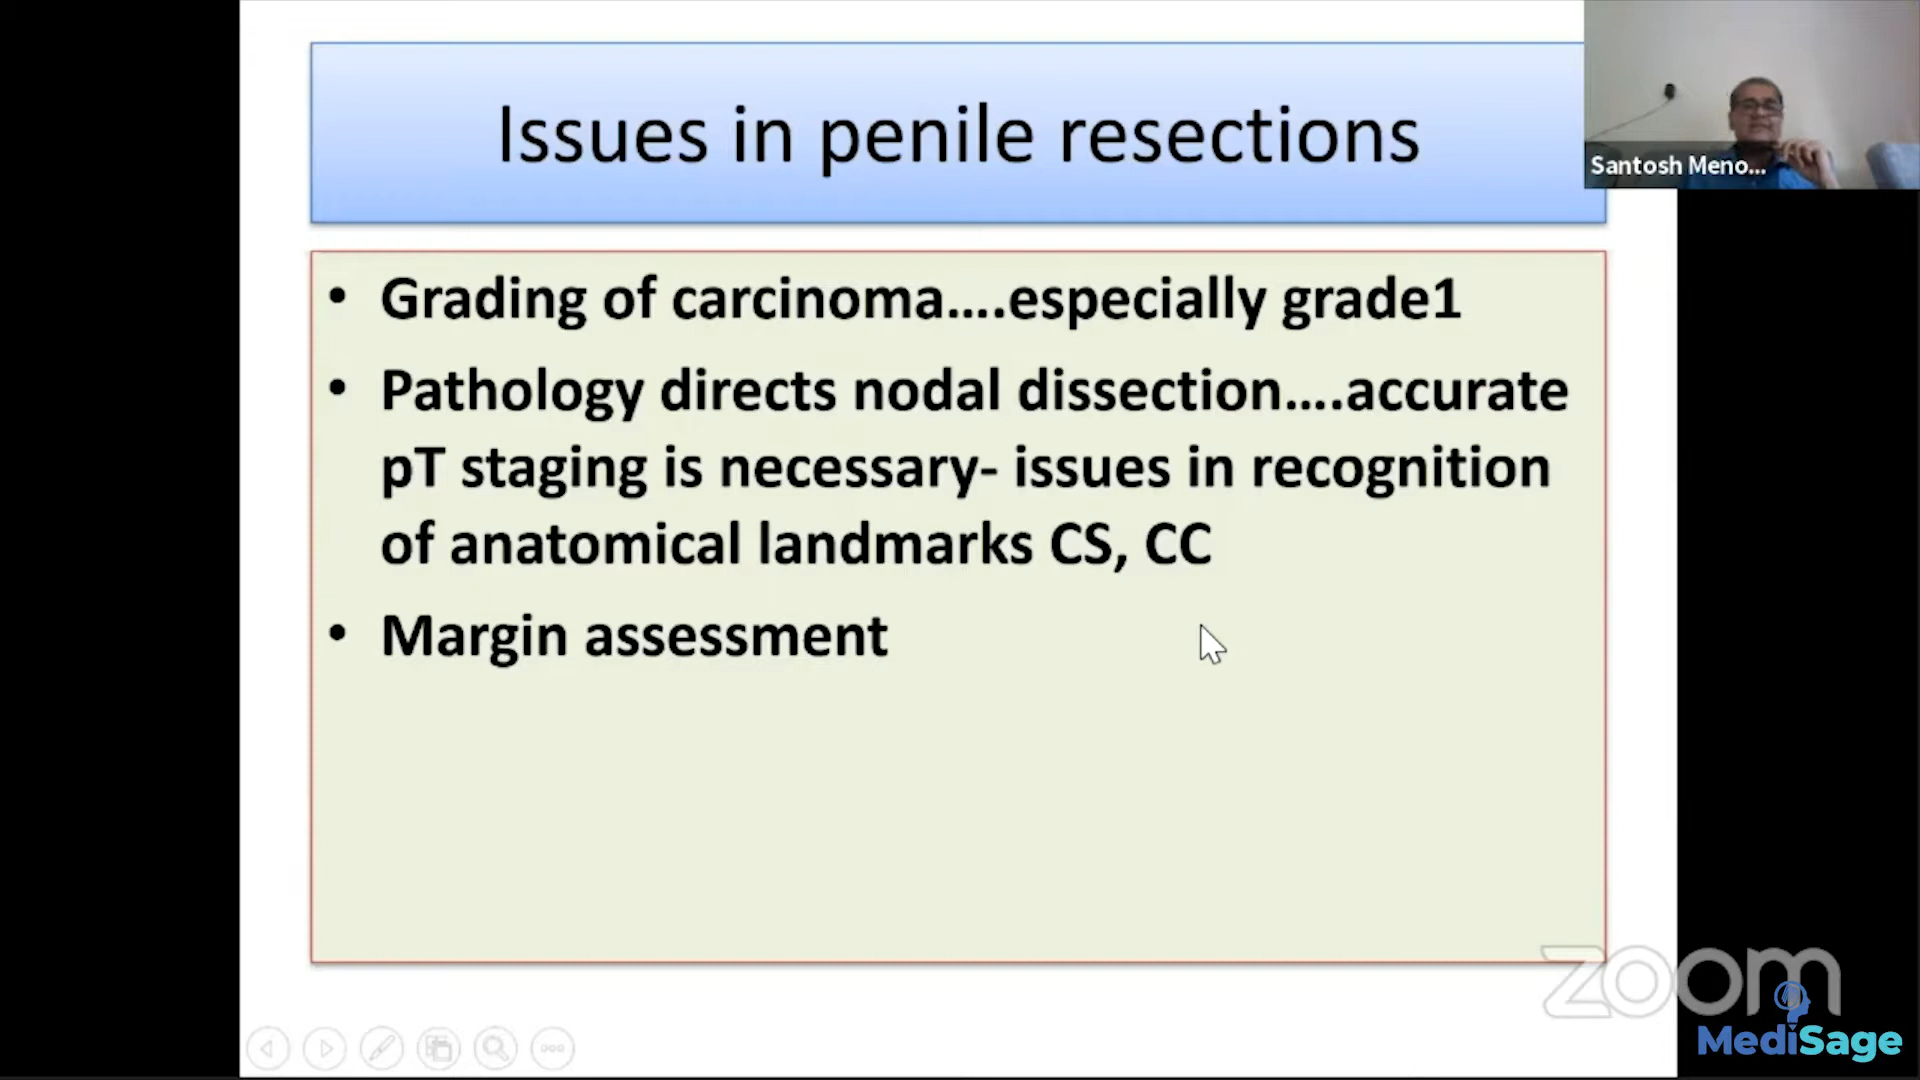 Issues in penile resections
Santosh Meno...
• Grading of carcinoma....especially grade1
• Pathology directs nodal dissection....accurate
pT staging is necessary- issues in recognition
of anatomical landmarks CS, CC
• Margin assessment
zoom
MediSage